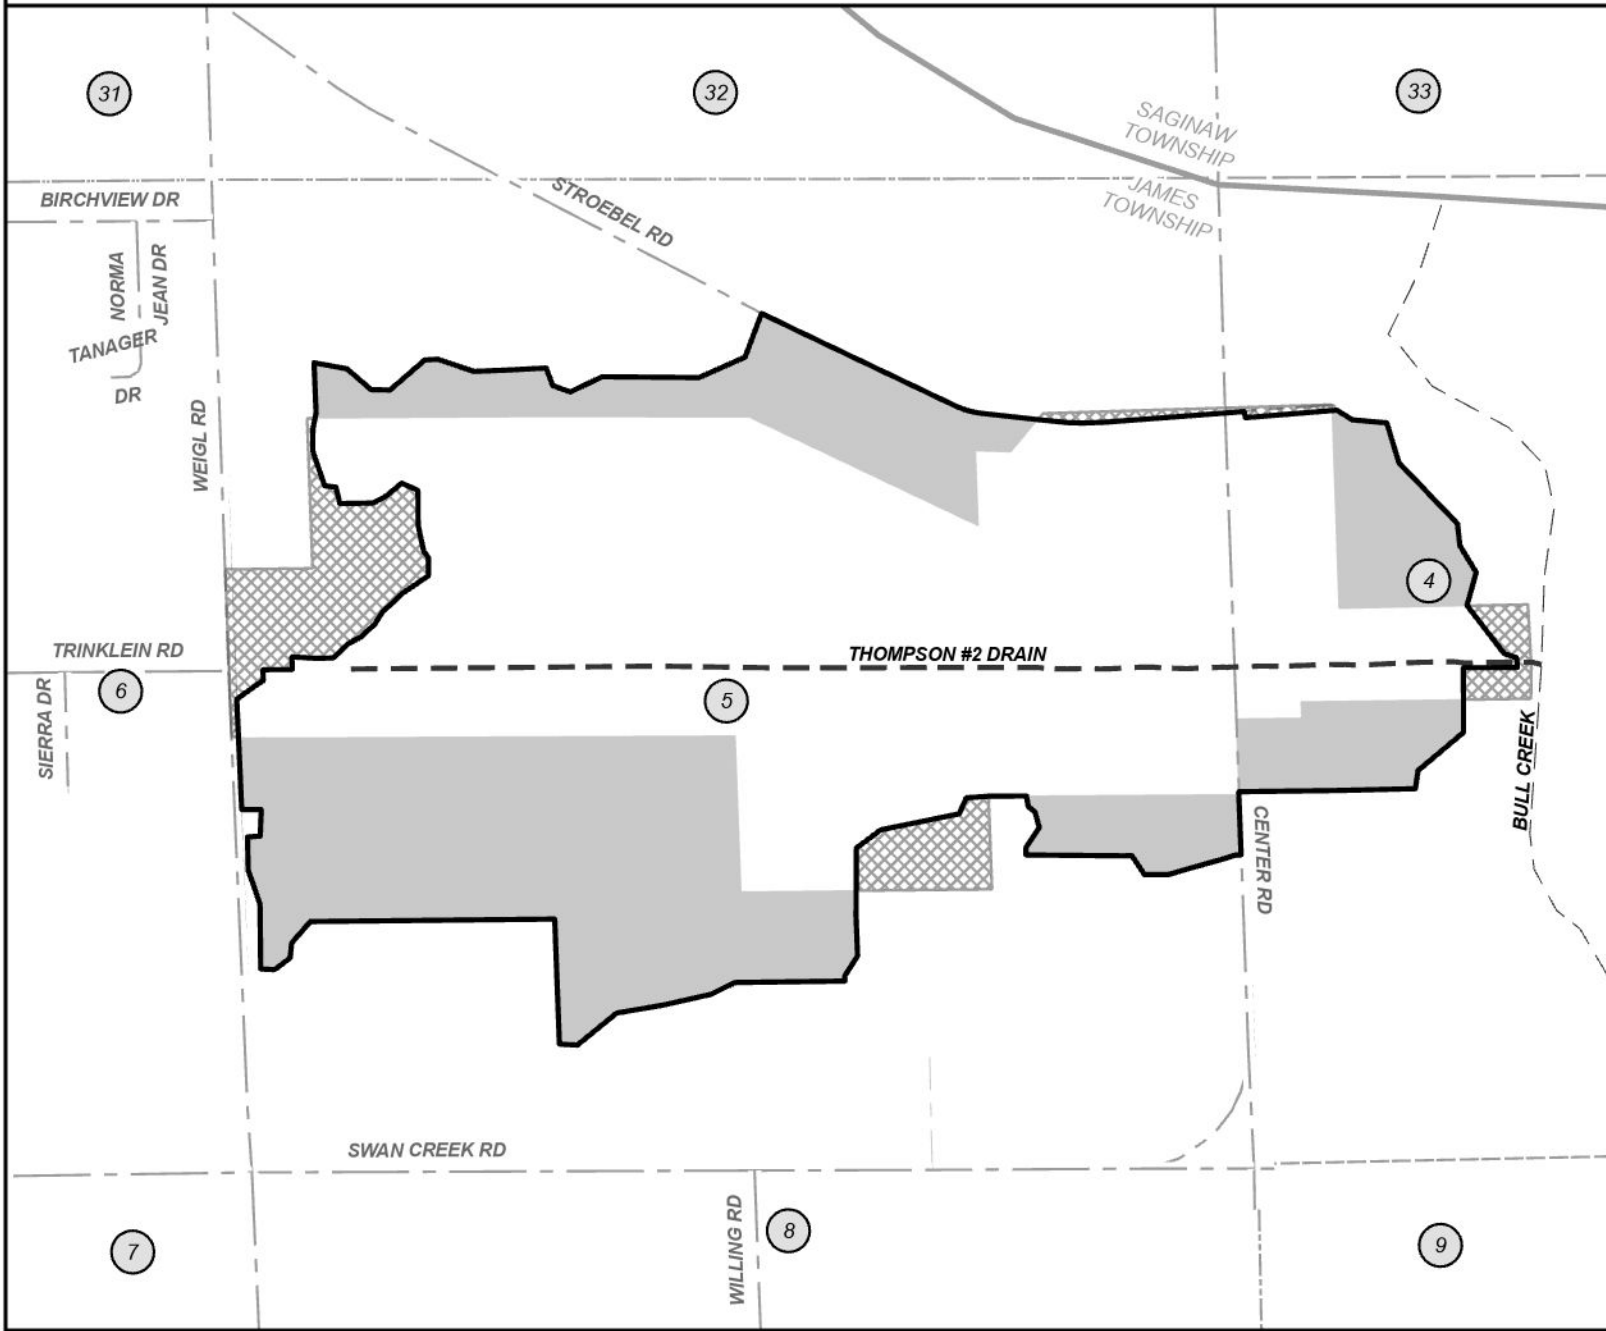 31
32
33
SAGINAW
TOWNSHIP
JAMES
TOWNSHIP
BIRCHVIEW DR
STROEBEL RD
NORMA
JEAN DR
TANAGER
DR
WEIGL RD
4
TRINKLEIN RD
THOMPSON #2 DRAIN
6
5
SIERRA DR
BULL CREEK
CENTER RD
SWAN CREEK RD
WILLING RD
7
8
9